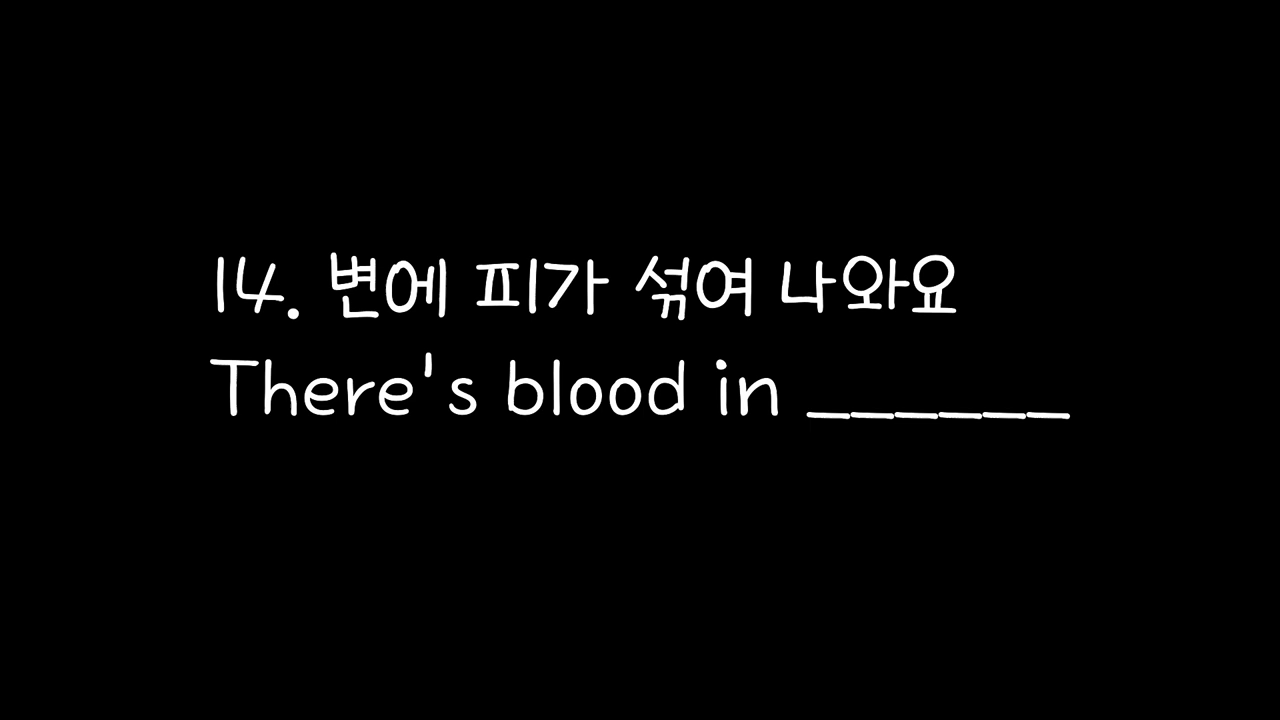 14. 변에 피가 섞여 나와요
There's blood in ______